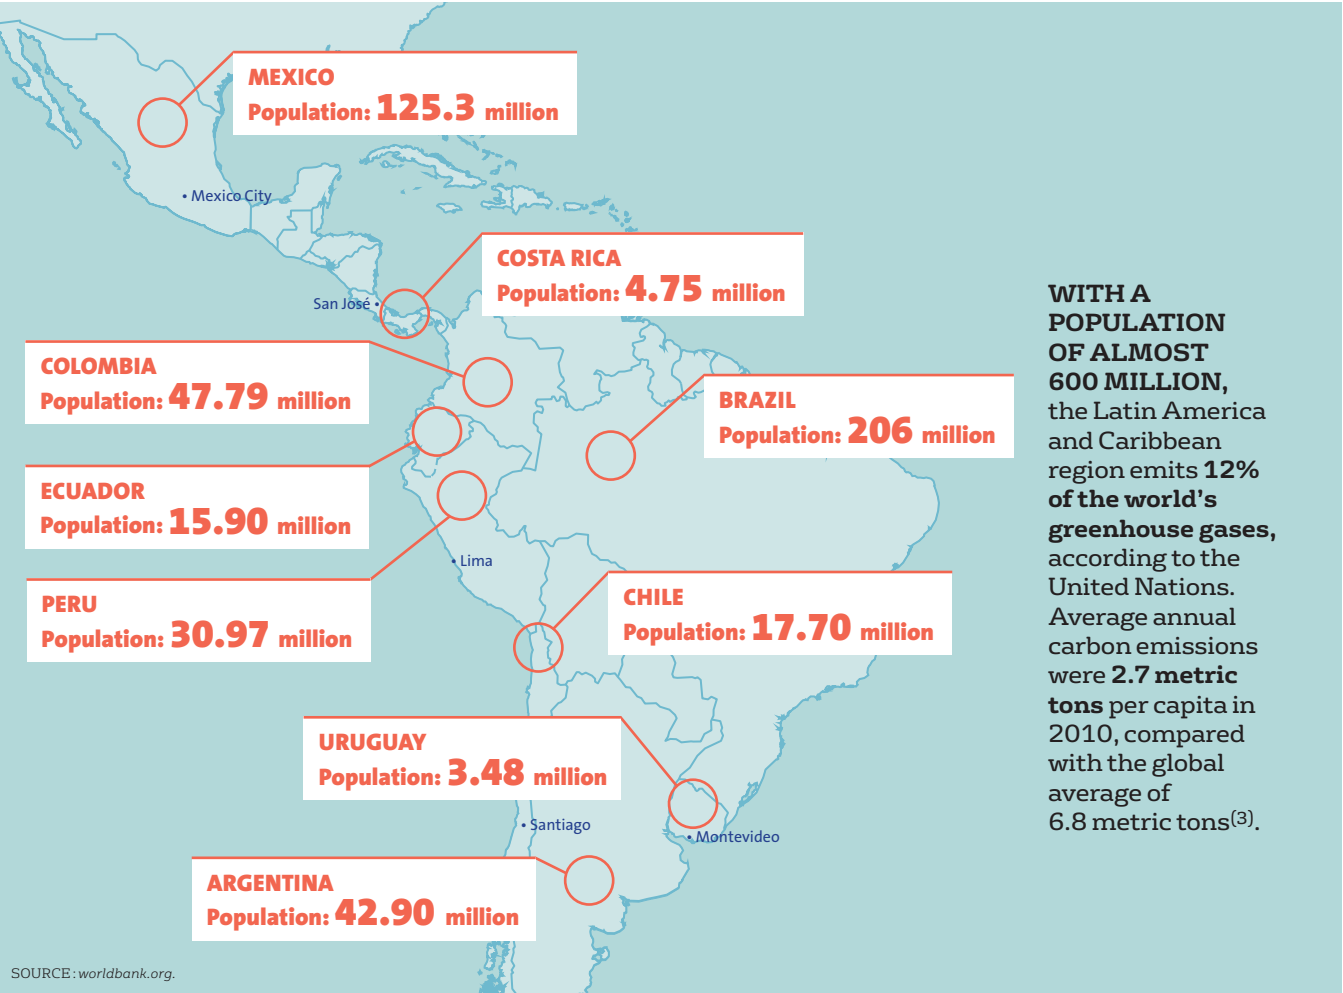 MEXICO
Population: 125.3 million
• Mexico City
COSTA RICA
Population: 4.75 million
San José •
COLOMBIA
Population: 47.79 million
BRAZIL
Population: 206 million
ECUADOR
Population: 15.90 million
• Lima
PERU
Population: 30.97 million
CHILE
Population: 17.70 million
URUGUAY
Population: 3.48 million
• Santiago
• Montevideo
ARGENTINA
Population: 42.90 million
WITH A
POPULATION
OF ALMOST
600 MILLION,
the Latin America
and Caribbean
region emits 12%
of the world's
greenhouse gases,
according to the
United Nations.
Average annual
carbon emissions
were 2.7 metric
tons per capita in
2010, compared
with the global
average of
6.8 metric tons(3).
SOURCE: worldbank.org.